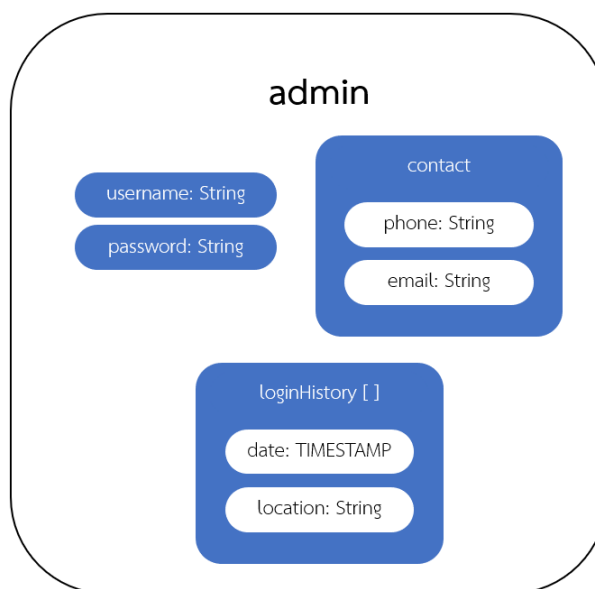 admin
username: String
password: String
contact
phone: String
email: String
loginHistory [ ]
date: TIMESTAMP
location: String